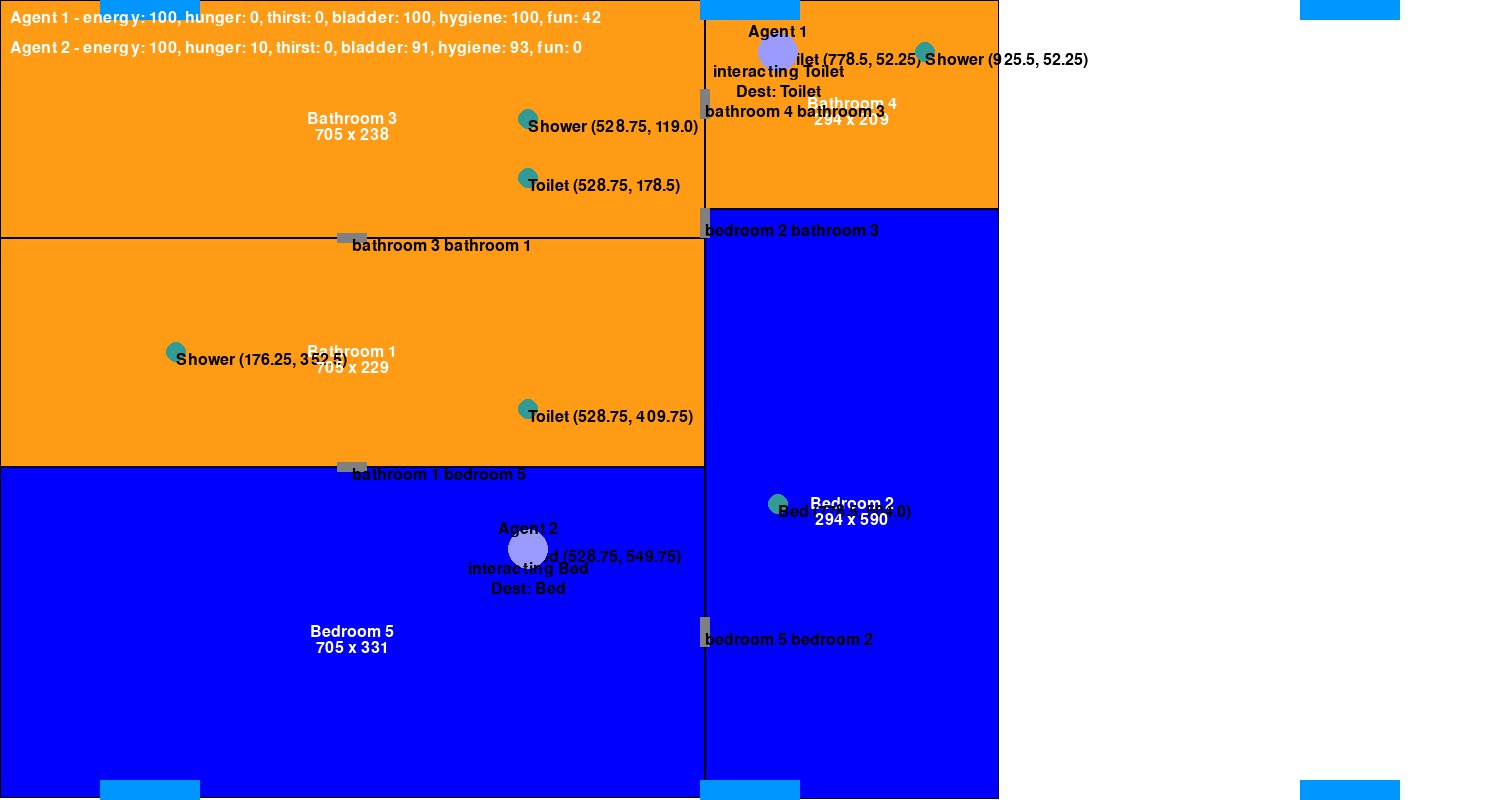 Agent 1 - energy: 100, hunger: 0, thirst: 0, bladder: 100, hygiene: 100, fun: 42
Agent 2 - energy: 100, hunger: 10, thirst: 0, bladder: 91, hygiene: 93, fun: 0
Agent 1
ilet (778.5, 52.25) Shower (925.5, 52.25)
interacting Toilet
Dest: Toilet
Bathroom 4
294 x 209
bathroom 4 bathroom 3
Bathroom 3
705 x 238
Shower (528.75, 119.0)
Toilet (528.75, 178.5)
bedroom 2 bathroom 3
bathroom 3 bathroom 1
Bathroom 1
705 x 229
Shower (176.25, 352.5)
Toilet (528.75, 409.75)
bathroom 1 bedroom 5
Bedroom 2
294 x 590
Bed
Agent 2
d (528.75, 549.75)
interacting Bed
Dest: Bed
Bedroom 5
705 x 331
bedroom 5 bedroom 2